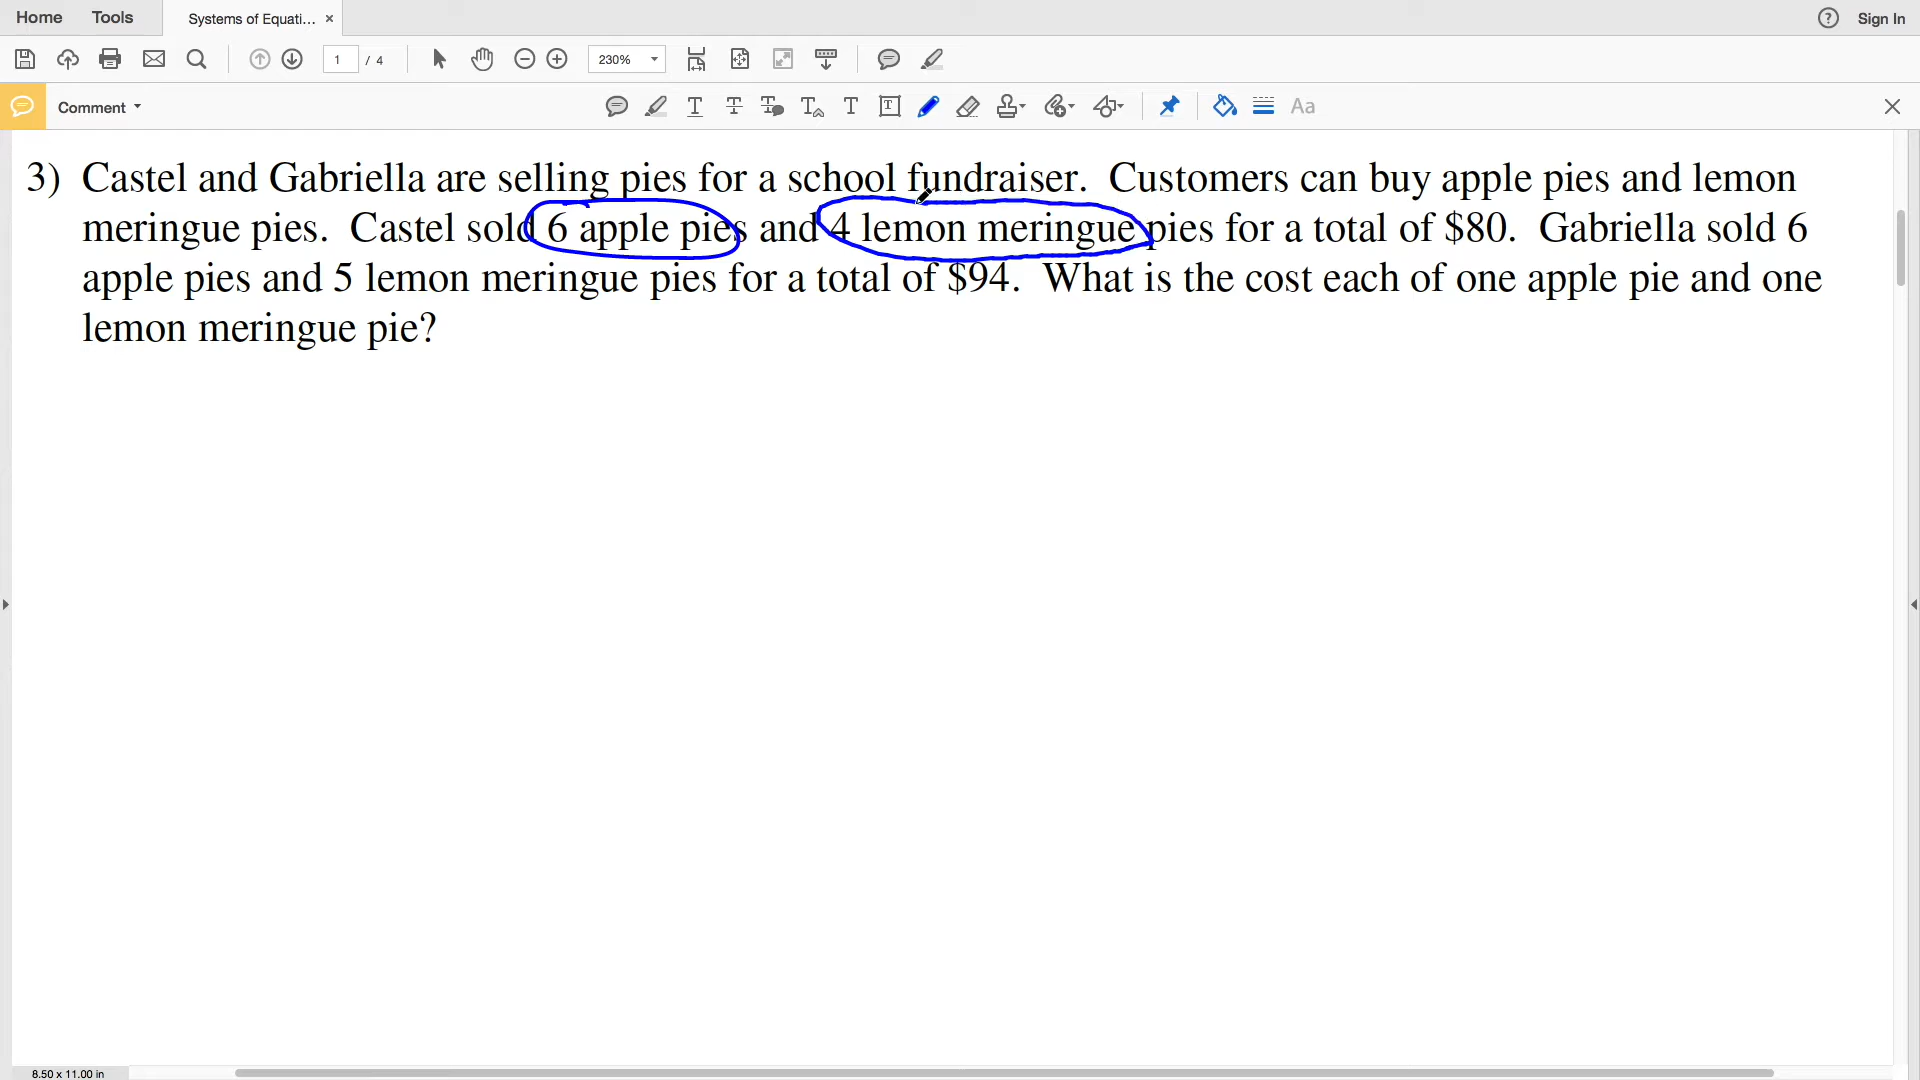 Home Tools Systems of Equati... × ? Sign In
1 / 4 230%
Comment T T T T T T Aa
3) Castel and Gabriella are selling pies for a school fundraiser. Customers can buy apple pies and lemon
meringue pies. Castel sold 6 apple pies and 4 lemon meringue pies for a total of $80. Gabriella sold 6
apple pies and 5 lemon meringue pies for a total of $94. What is the cost each of one apple pie and one
lemon meringue pie?
8.50 x 11.00 in